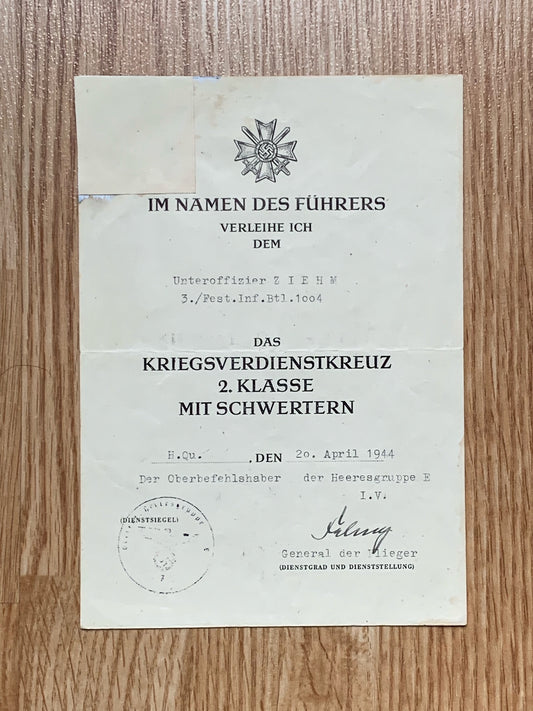 IM NAMEN DES FÜHRERS
VERLEIHE ICH
DEM
Unteroffizier Z I E H M
3./Fest.Inf.Btl.1oo4
DAS
KRIEGSVERDIENSTKREUZ
2. KLASSE
MIT SCHWERTERN
H.Qu. , DEN 2o. April 1944
Der Oberbefehlshaber der Heeresgruppe E
I.V.
(DIENSTSIEGEL)
General der Flieger
(DIENSTGRAD UND DIENSTSTELLUNG)